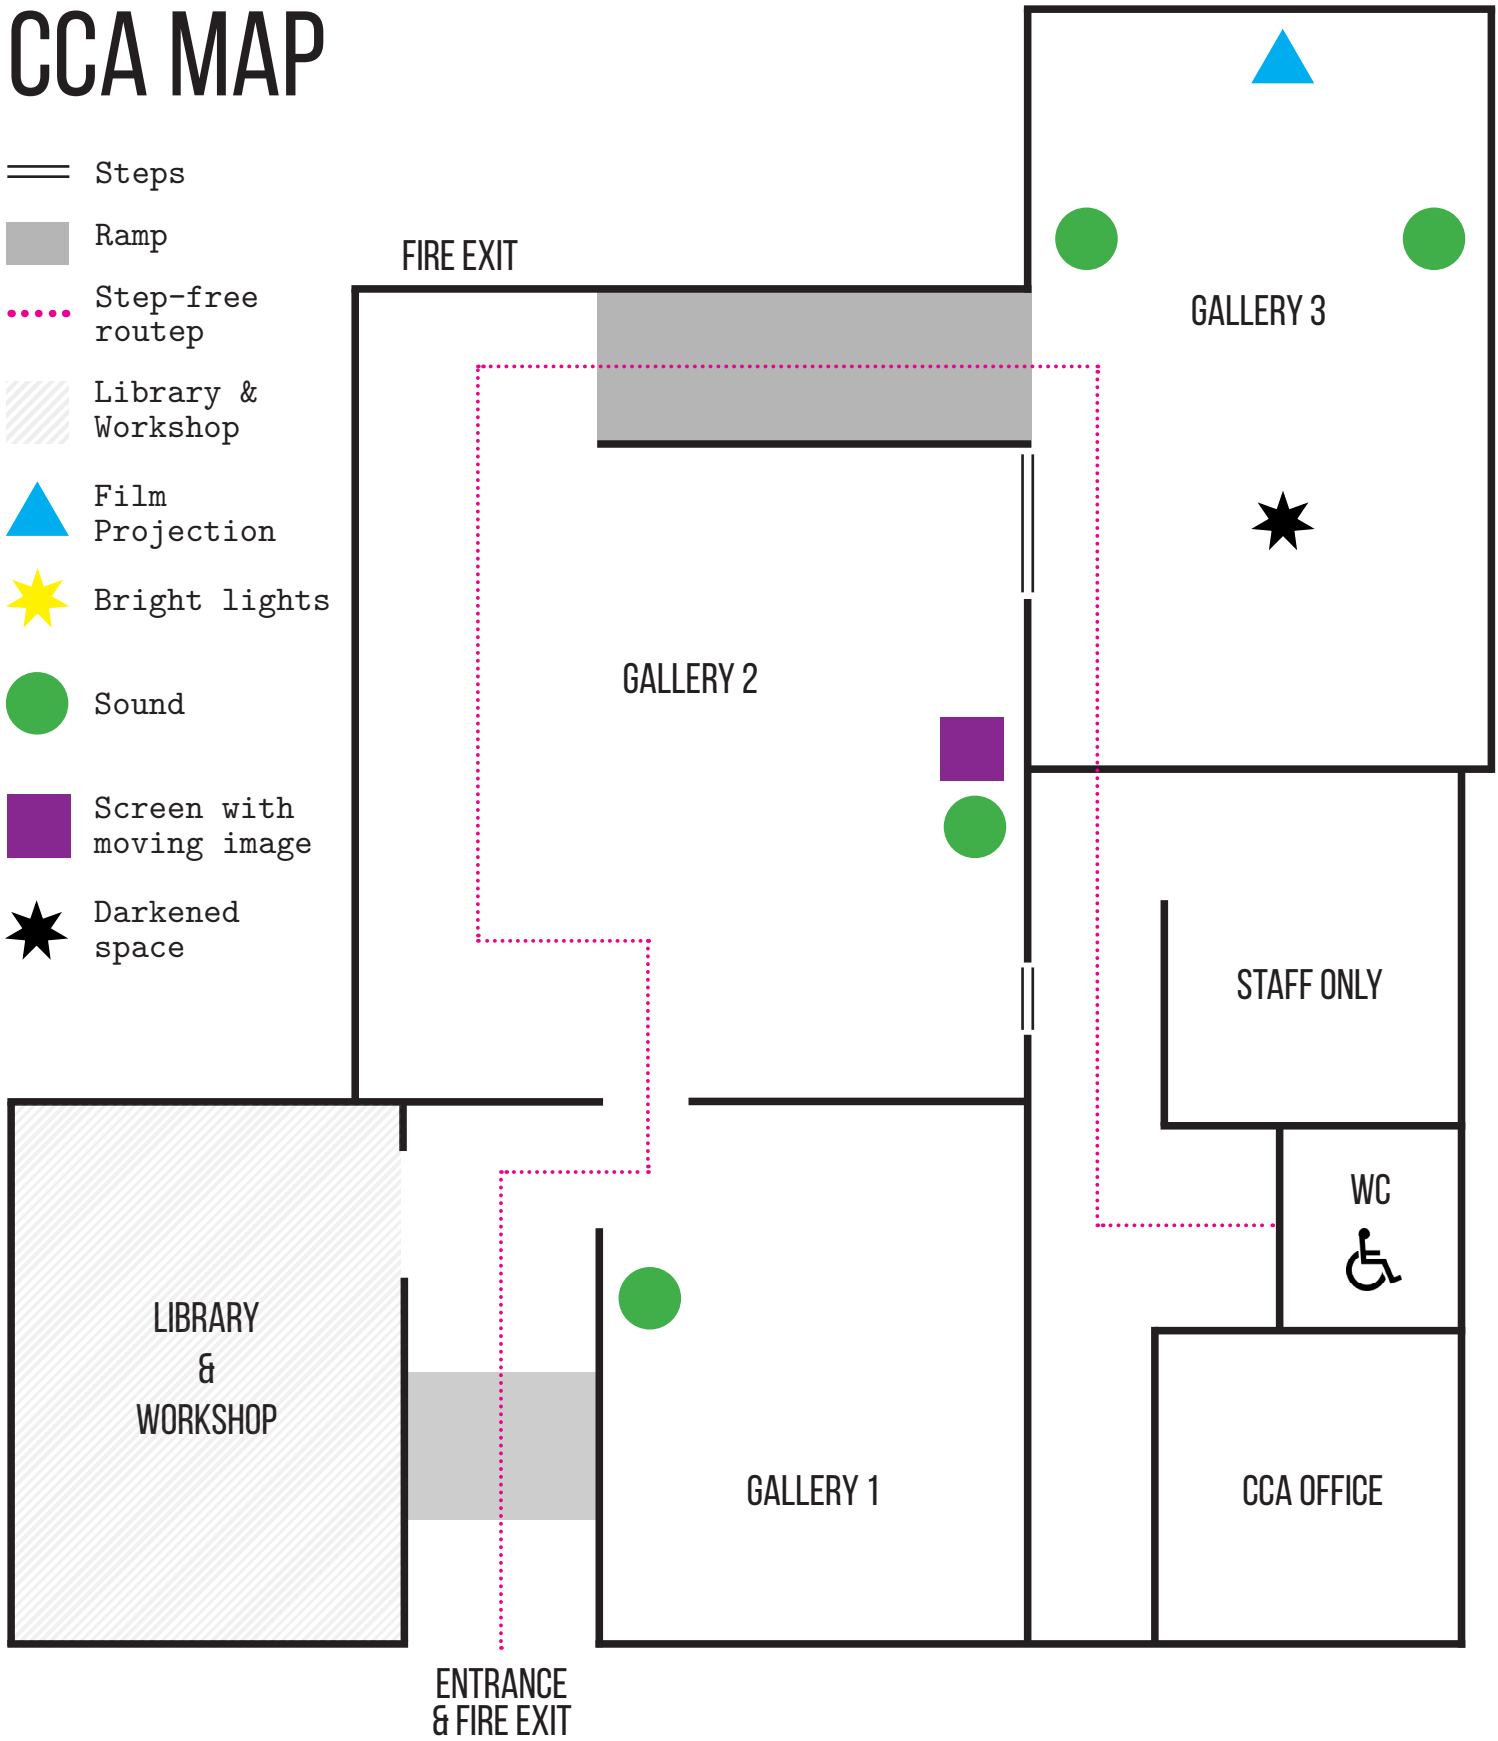 CCA MAP
Steps
Ramp
Step-free
routep
Library &
Workshop
Film
Projection
Bright lights
Sound
Screen with
moving image
Darkened
space
FIRE EXIT
GALLERY 3
GALLERY 2
STAFF ONLY
WC
LIBRARY
&
WORKSHOP
GALLERY 1
CCA OFFICE
ENTRANCE
& FIRE EXIT